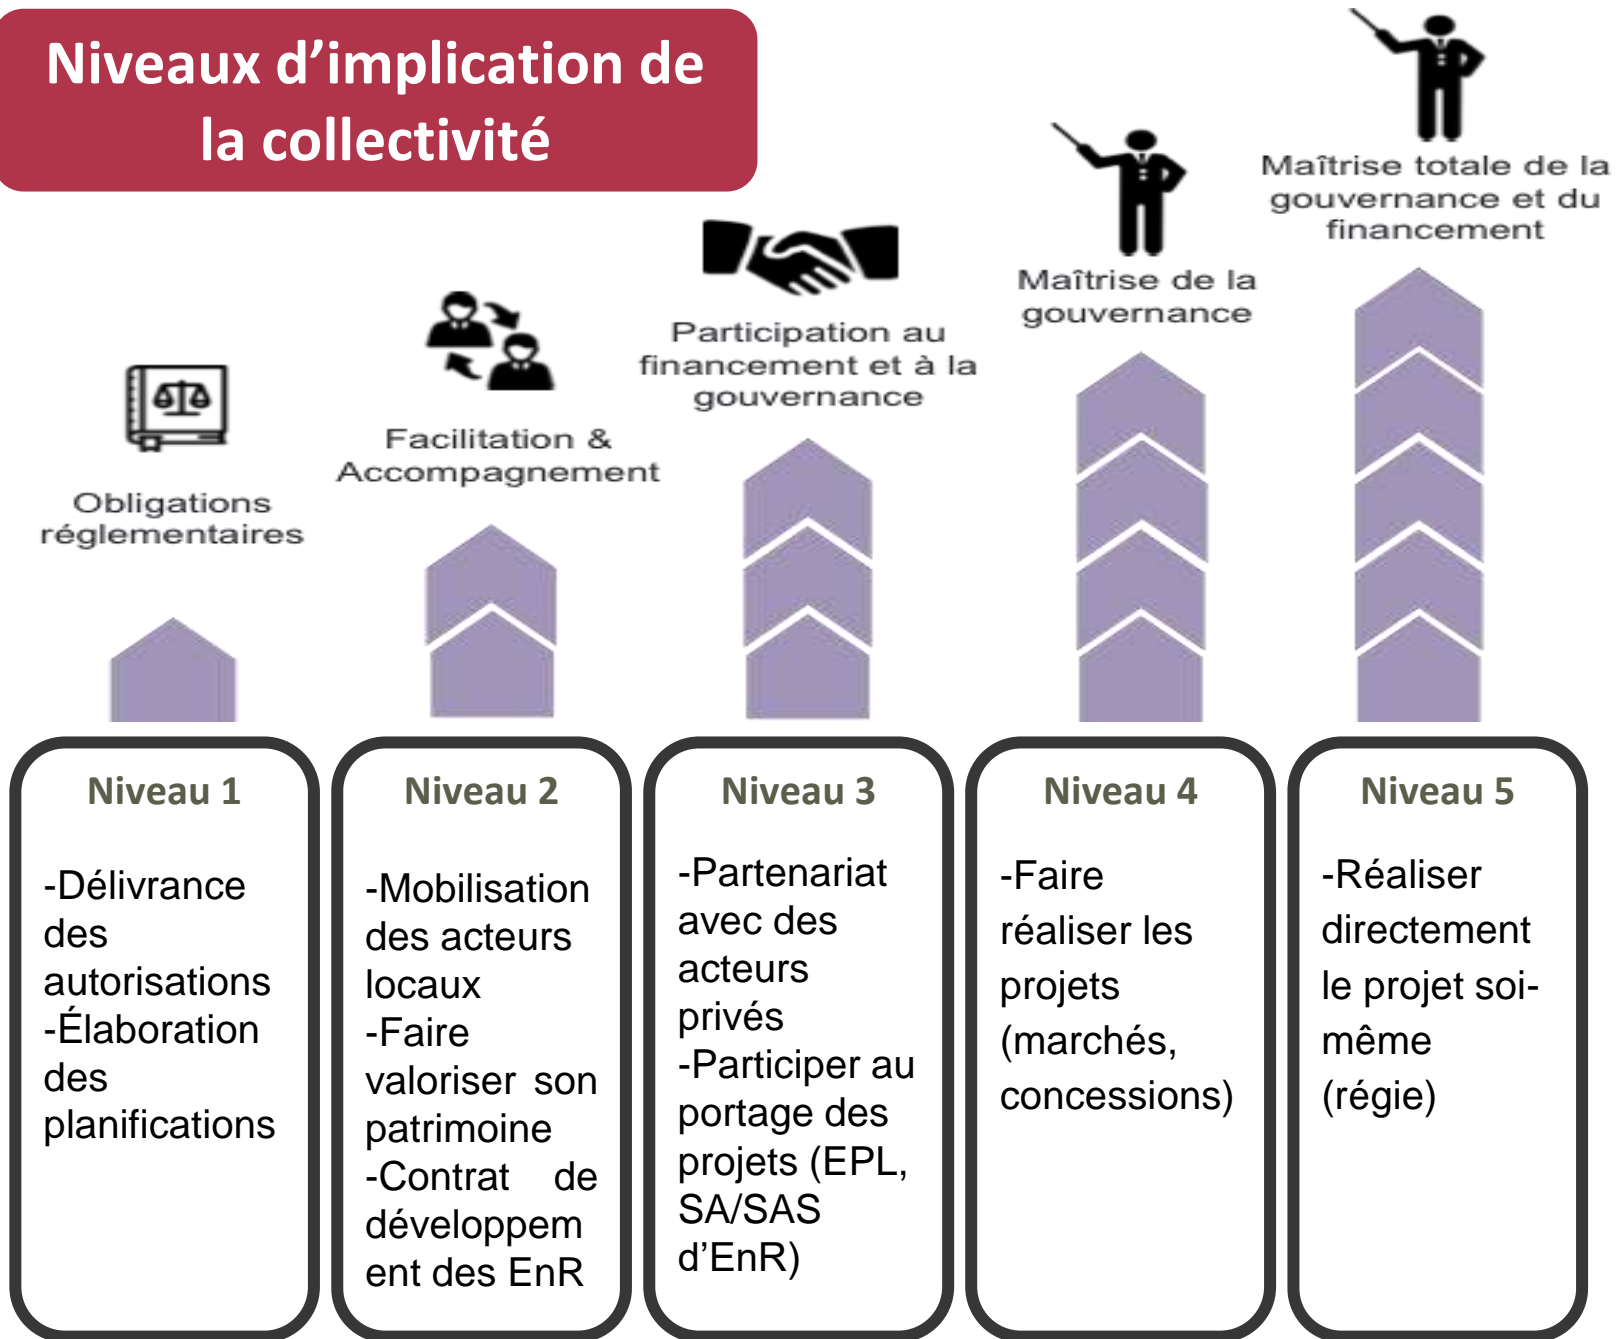 Niveaux d’implication de
la collectivité
Obligations
réglementaires
Facilitation &
Accompagnement
Participation au
financement et à la
gouvernance
Maîtrise de la
gouvernance
Maîtrise totale de la
gouvernance et du
financement
Niveau 1
-Délivrance
des
autorisations
-Élaboration
des
planifications
Niveau 2
-Mobilisation
des acteurs
locaux
-Faire
valoriser son
patrimoine
-Contrat de
développem
ent des EnR
Niveau 3
-Partenariat
avec des
acteurs
privés
-Participer au
portage des
projets (EPL,
SA/SAS
d’EnR)
Niveau 4
-Faire
réaliser les
projets
(marchés,
concessions)
Niveau 5
-Réaliser
directement
le projet soi-
même
(régie)